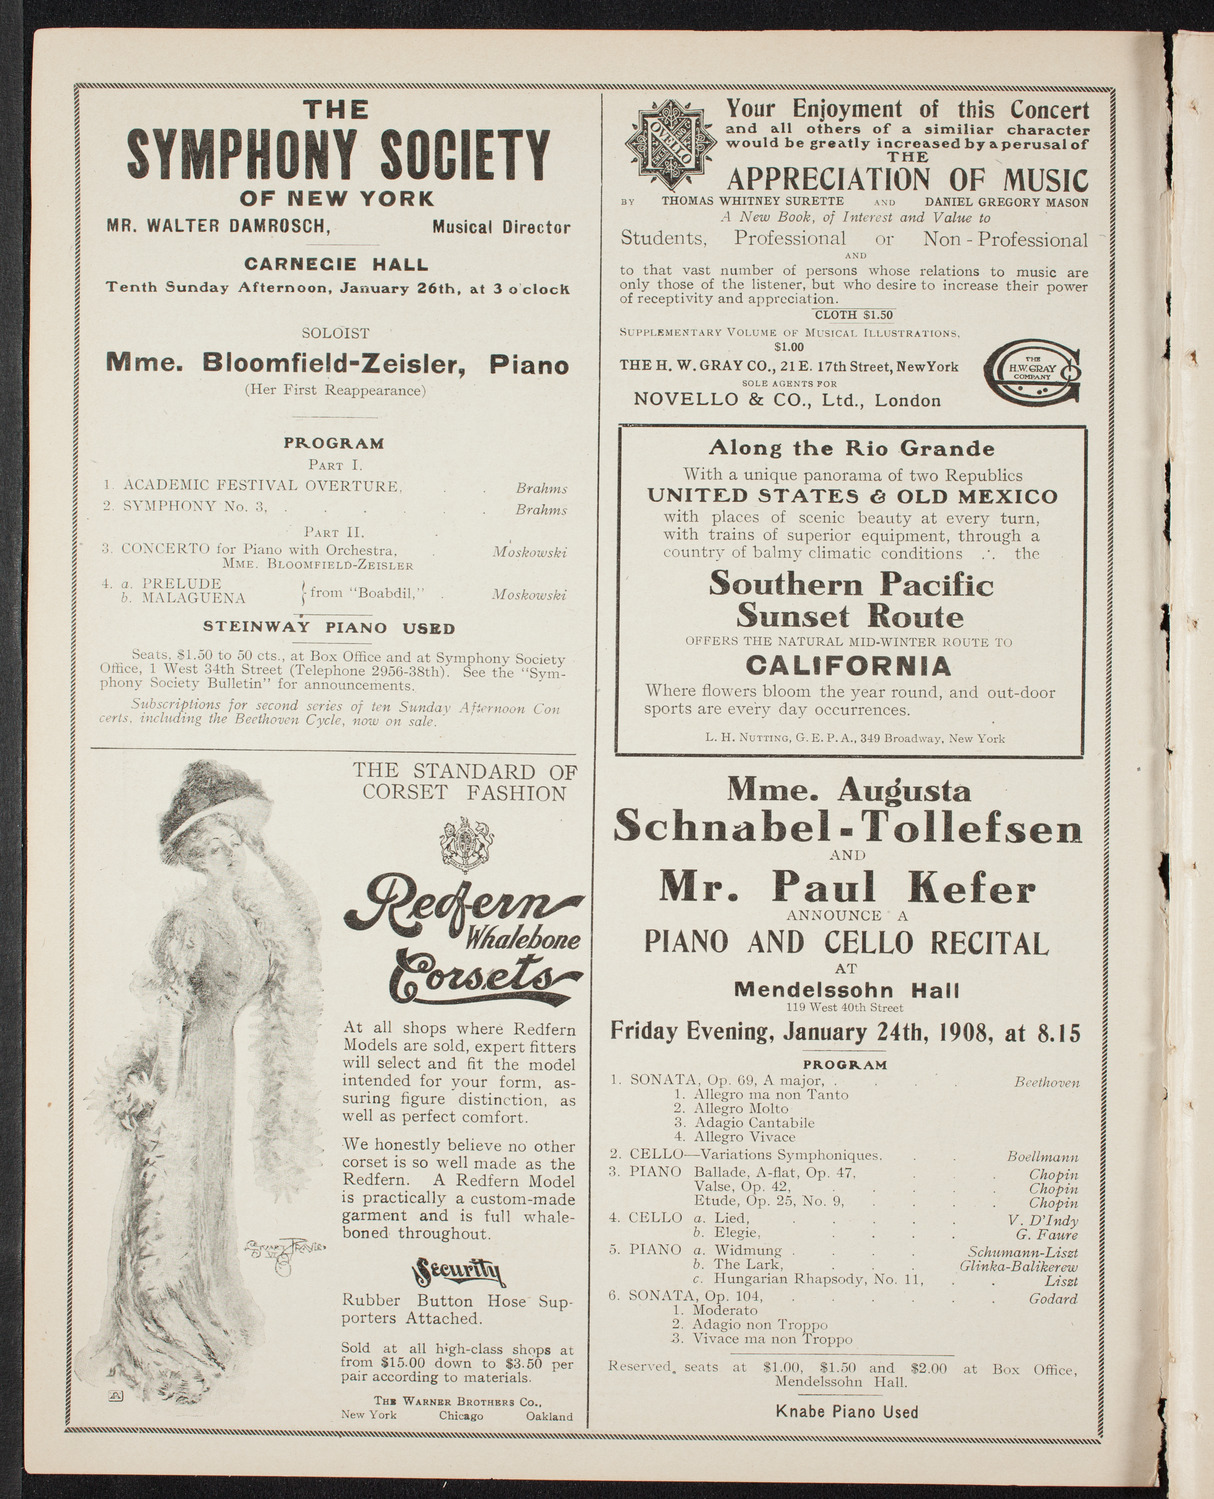 THE
SYMPHONY SOCIETY
OF NEW YORK
MR. WALTER DAMROSCH, Musical Director
CARNEGIE HALL
Tenth Sunday Afternoon, January 26th, at 3 o'clock
SOLOIST
Mme. Bloomfield-Zeisler, Piano
(Her First Reappearance)
PROGRAM
PART I.
1. ACADEMIC FESTIVAL OVERTURE, . . Brahms
2. SYMPHONY No. 3, . . . . . . Brahms
PART II.
3. CONCERTO for Piano with Orchestra, . Moskowski
MME. BLOOMFIELD-ZEISLER
4. a. PRELUDE
b. MALAGUENA } from "Boabdil," . Moskowski
STEINWAY PIANO USED
Seats, $1.50 to 50 cts., at Box Office and at Symphony Society
Office, 1 West 34th Street (Telephone 2956-38th). See the "Sym-
phony Society Bulletin" for announcements.
Subscriptions for second series of ten Sunday Afternoon Con
certs, including the Beethoven Cycle, now on sale.
THE STANDARD OF
CORSET FASHION
Redfern
Whalebone
Corsets
At all shops where Redfern
Models are sold, expert fitters
will select and fit the model
intended for your form, as-
suring figure distinction, as
well as perfect comfort.
We honestly believe no other
corset is so well made as the
Redfern. A Redfern Model
is practically a custom-made
garment and is full whale-
boned throughout.
Security
Rubber Button Hose Sup-
porters Attached.
Sold at all high-class shops at
from $15.00 down to $3.50 per
pair according to materials.
THE WARNER BROTHERS CO.,
New York Chicago Oakland
NOVELLO
Your Enjoyment of this Concert
and all others of a similiar character
would be greatly increased by a perusal of
THE
APPRECIATION OF MUSIC
BY THOMAS WHITNEY SURETTE AND DANIEL GREGORY MASON
A New Book, of Interest and Value to
Students, Professional or Non-Professional
AND
to that vast number of persons whose relations to music are
only those of the listener, but who desire to increase their power
of receptivity and appreciation.
CLOTH $1.50
SUPPLEMENTARY VOLUME OF MUSICAL ILLUSTRATIONS,
$1.00
THE H. W. GRAY CO., 21 E. 17th Street, New York
SOLE AGENTS FOR
NOVELLO & CO., Ltd., London
THE
H.W. GRAY
COMPANY
Along the Rio Grande
With a unique panorama of two Republics
UNITED STATES & OLD MEXICO
with places of scenic beauty at every turn,
with trains of superior equipment, through a
country of balmy climatic conditions ∴ the
Southern Pacific
Sunset Route
OFFERS THE NATURAL MID-WINTER ROUTE TO
CALIFORNIA
Where flowers bloom the year round, and out-door
sports are every day occurrences.
L. H. NUTTING, G. E. P. A., 349 Broadway, New York
Mme. Augusta
Schnabel-Tollefsen
AND
Mr. Paul Kefer
ANNOUNCE A
PIANO AND CELLO RECITAL
AT
Mendelssohn Hall
119 West 40th Street
Friday Evening, January 24th, 1908, at 8.15
PROGRAM
1. SONATA, Op. 69, A major, . . . . Beethoven
1. Allegro ma non Tanto
2. Allegro Molto
3. Adagio Cantabile
4. Allegro Vivace
2. CELLO—Variations Symphoniques, . . Boellmann
3. PIANO Ballade, A-flat, Op. 47, . . Chopin
Valse, Op. 42, . . . . . Chopin
Etude, Op. 25, No. 9, . . . . Chopin
4. CELLO a. Lied, . . . . . V. D'Indy
b. Elegie, . . . . G. Faure
5. PIANO a. Widmung . . . . Schumann-Liszt
b. The Lark, . . . Glinka-Balikerew
c. Hungarian Rhapsody, No. 11, . . Liszt
6. SONATA, Op. 104, . . . . . . Godard
1. Moderato
2. Adagio non Troppo
3. Vivace ma non Troppo
Reserved seats at $1.00, $1.50 and $2.00 at Box Office,
Mendelssohn Hall.
Knabe Piano Used